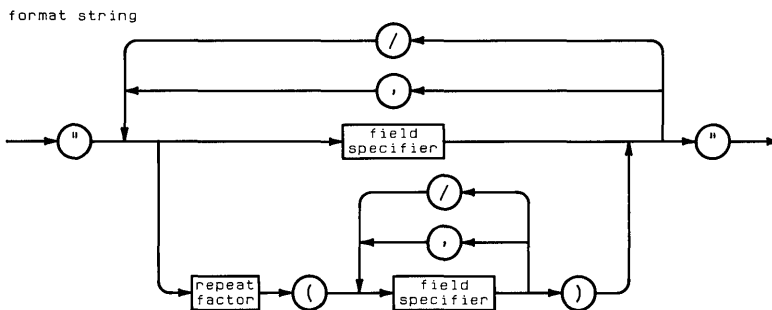 format string
/
,
" field specifier "
/
,
repeat factor ( field specifier )